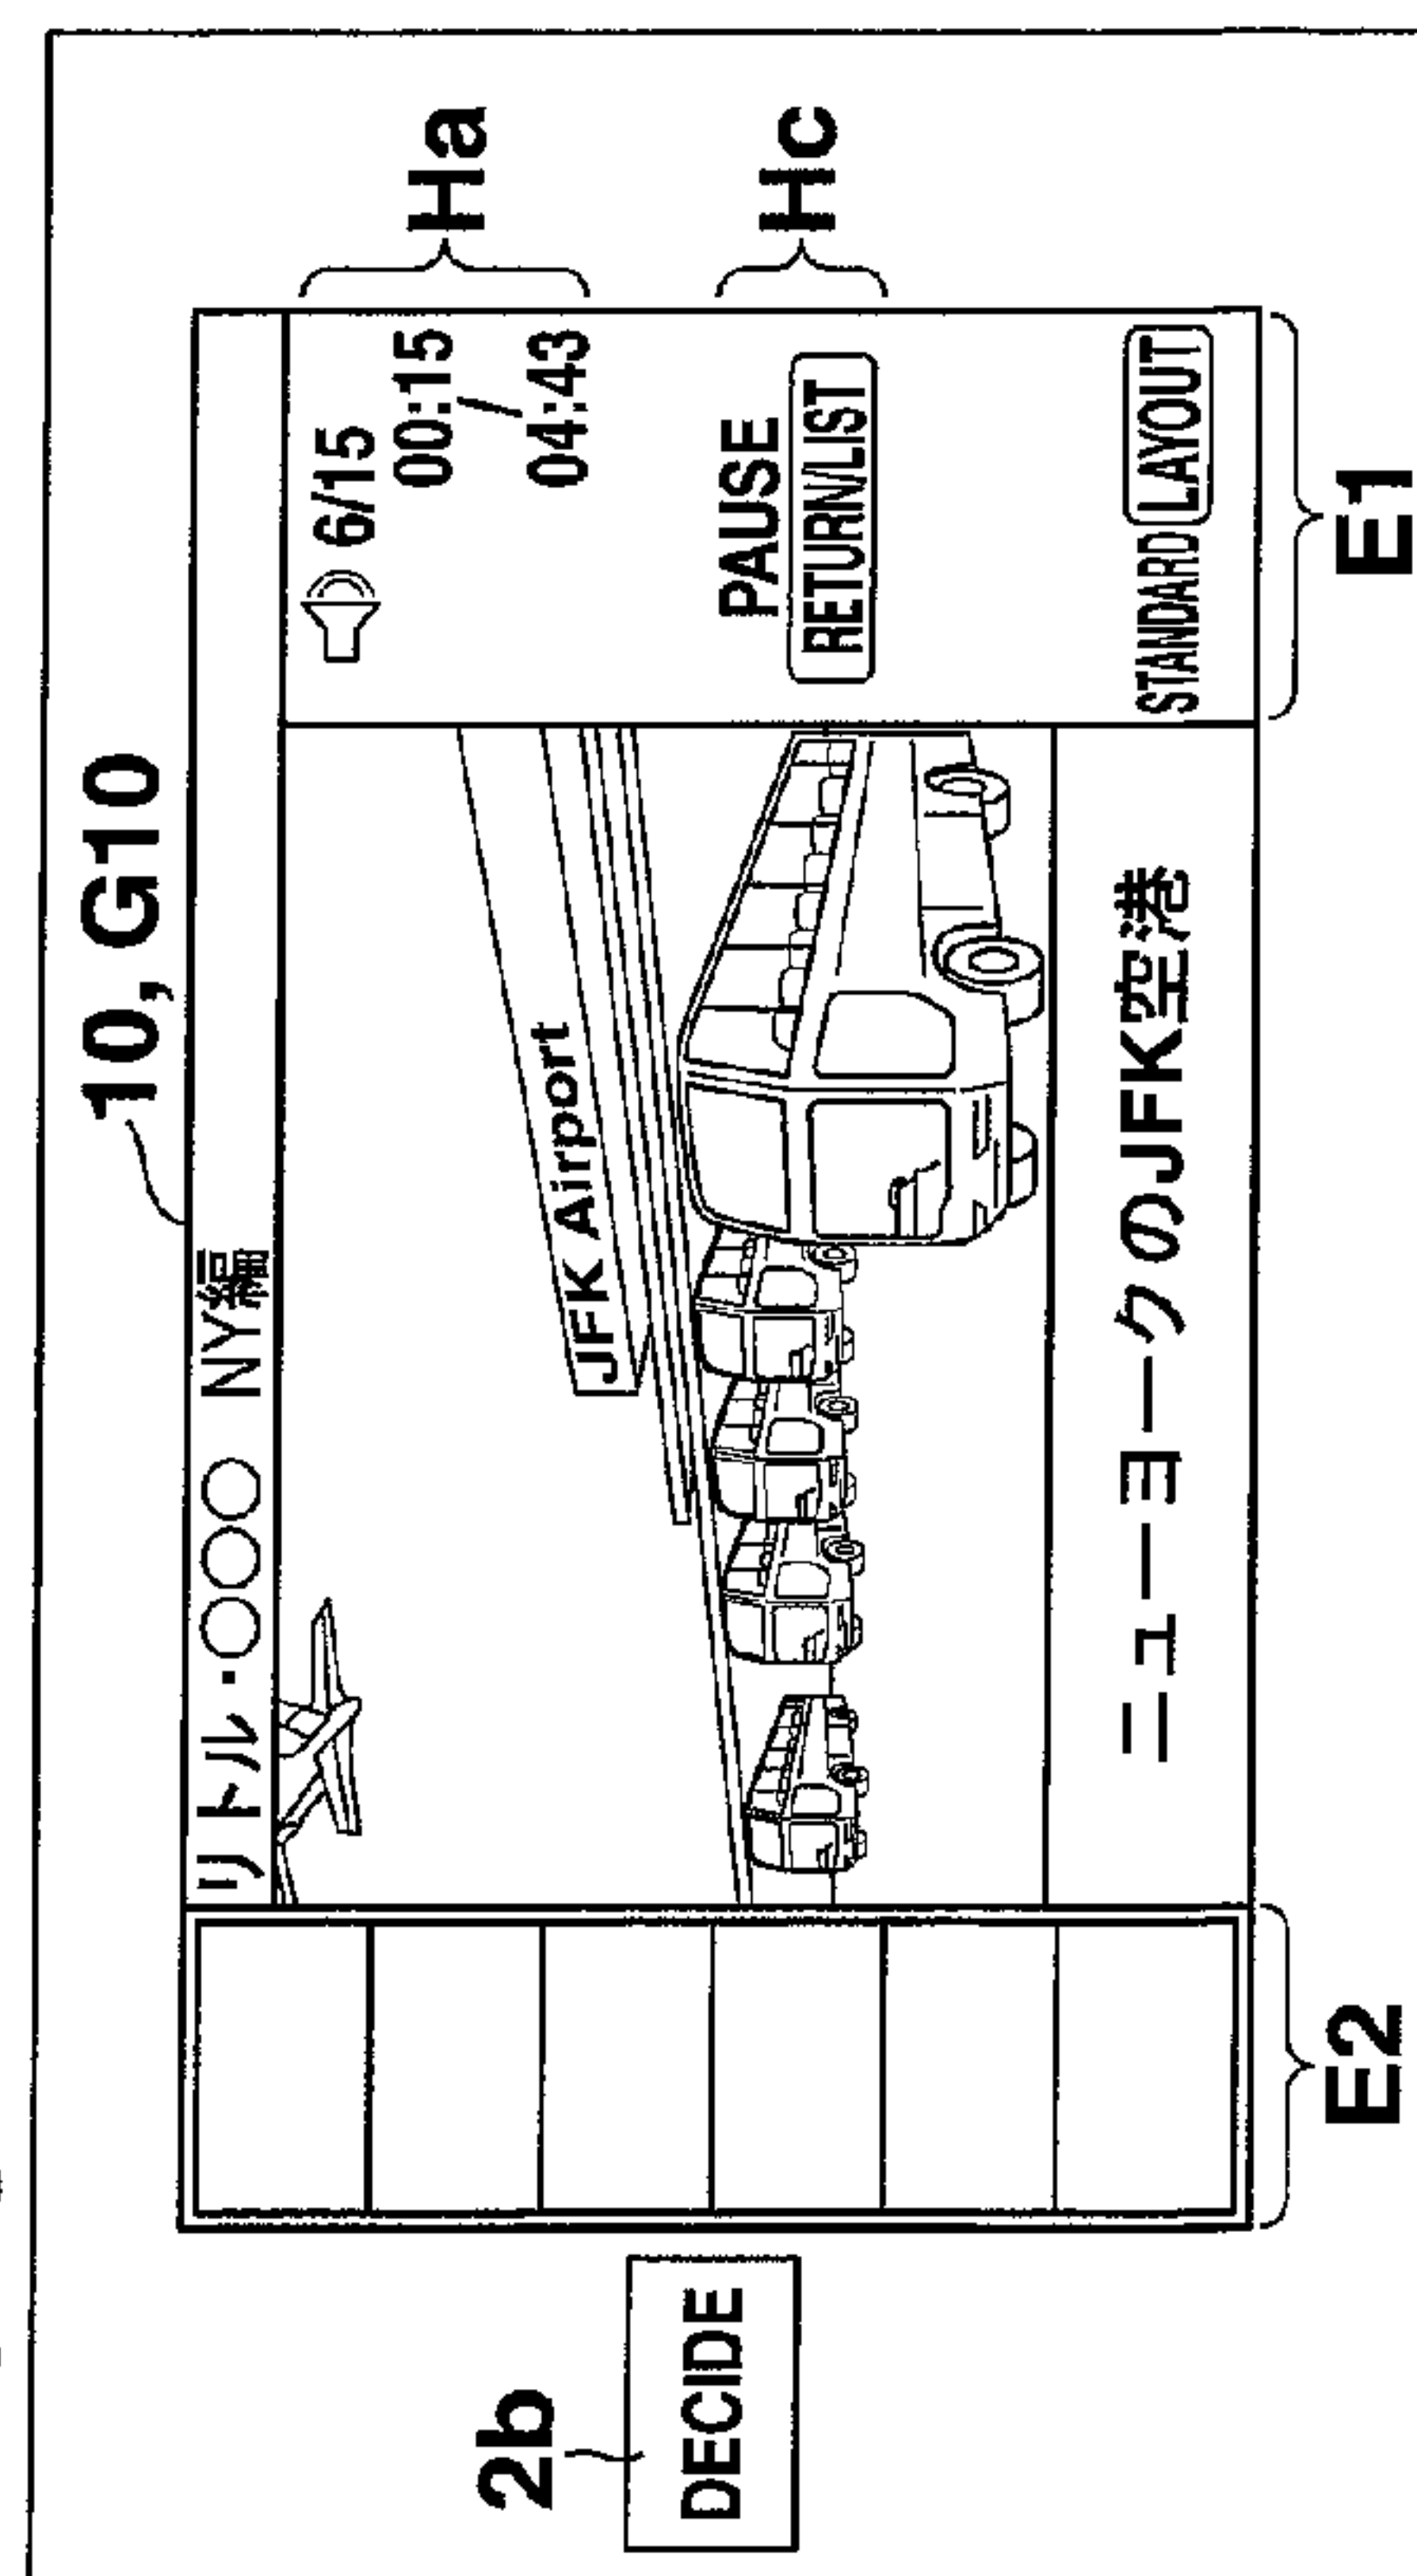 10, G10
リトル・○○○ NY編
6/15
00:15
/
04:43
Ha
JFK Airport
PAUSE
RETURN/LIST
Hc
2b
DECIDE
ニューヨークのJFK空港
STANDARD LAYOUT
E2
E1